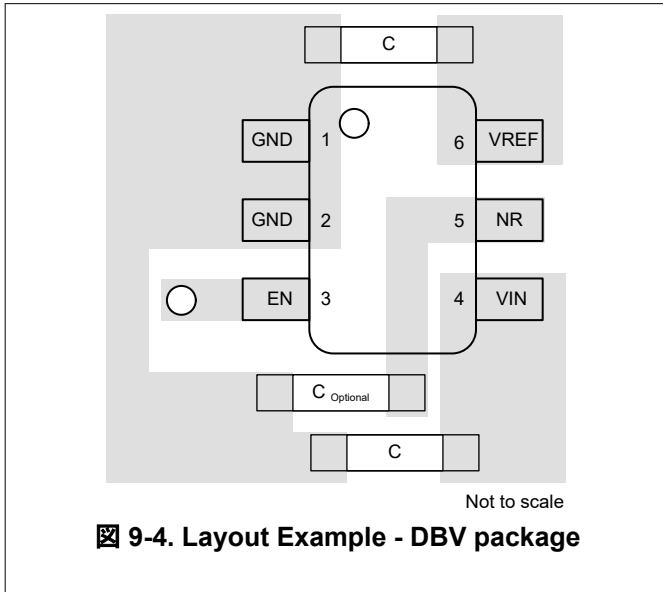 C
GND 1 6 VREF
GND 2 5 NR
EN 3 4 VIN
C Optional
C
Not to scale
図 9-4. Layout Example - DBV package